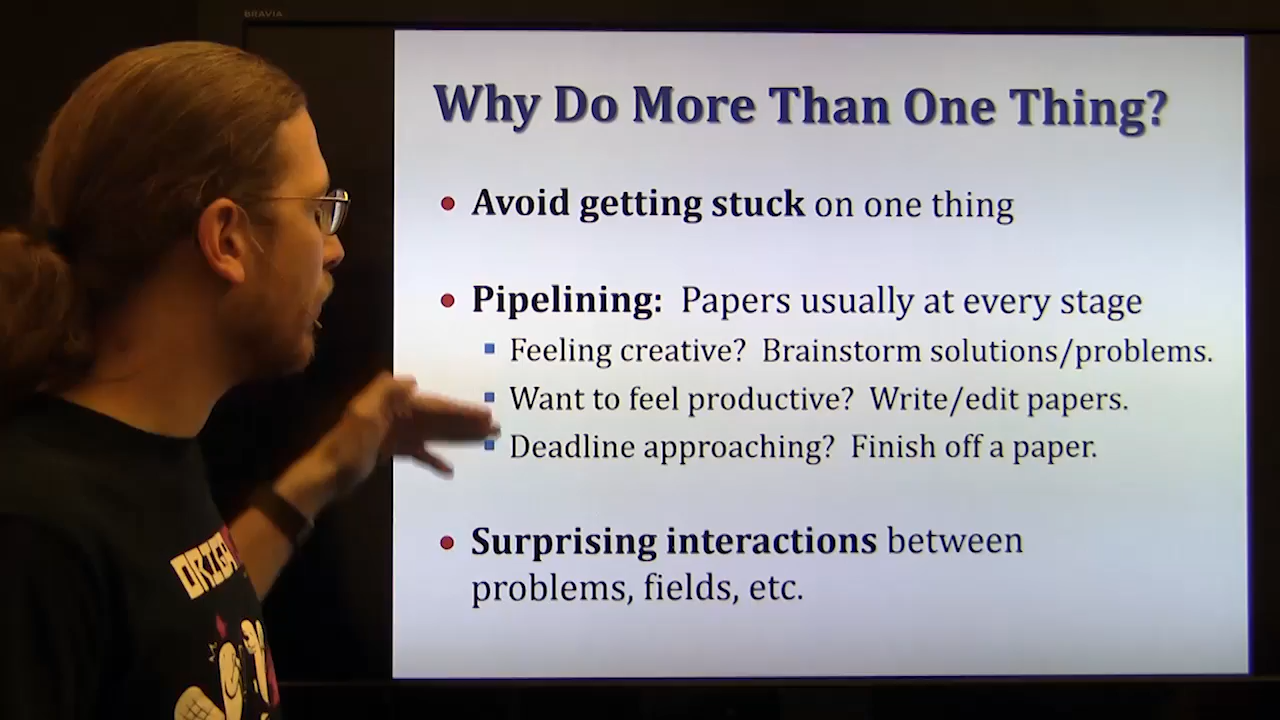 BRAVIA
Why Do More Than One Thing?
• Avoid getting stuck on one thing
• Pipelining: Papers usually at every stage
▪ Feeling creative? Brainstorm solutions/problems.
▪ Want to feel productive? Write/edit papers.
▪ Deadline approaching? Finish off a paper.
• Surprising interactions between
problems, fields, etc.
ORIGA